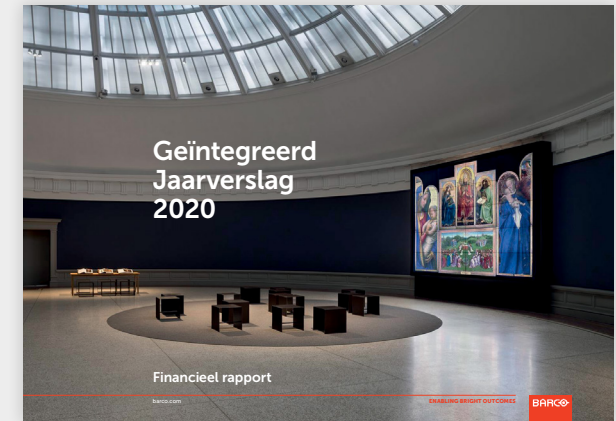 Geïntegreerd
Jaarverslag
2020
Financieel rapport
barco.com
ENABLING BRIGHT OUTCOMES
BARCO